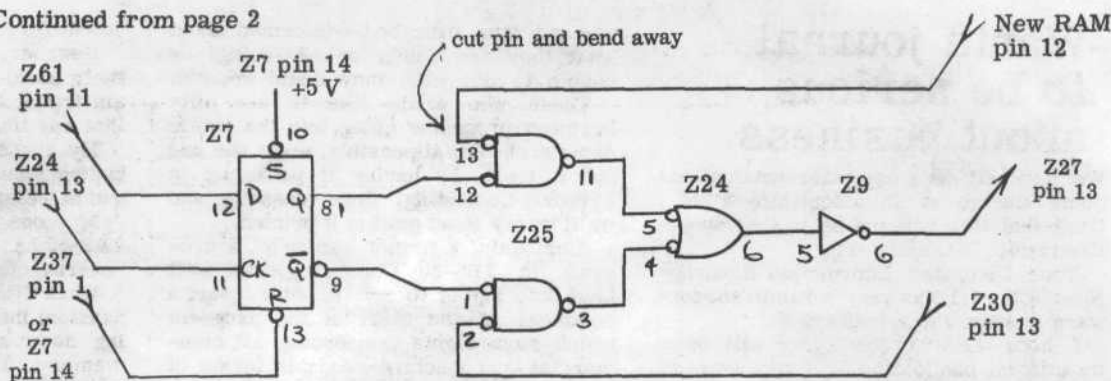 Continued from page 2
New RAM
pin 12
cut pin and bend away
Z61
pin 11
Z7 pin 14
+5 V
Z24
pin 13
Z7
10
S
D
Q
12
8
1
13
12
11
Z24
Z9
Z27
pin 13
5
4
6
5
6
Z37
pin 13
or
Z7
pin 14
11
CK
Q
9
R
13
Z25
2
3
Z30
pin 13